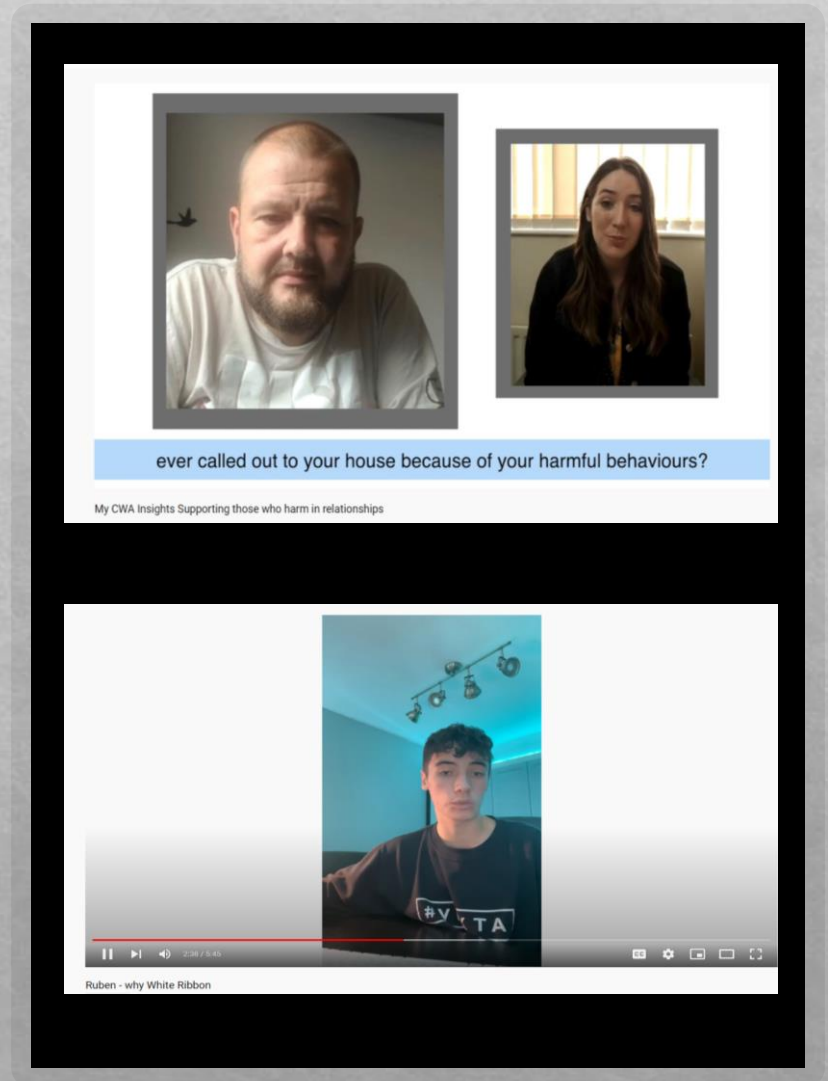 ever called out to your house because of your harmful behaviours?
My CWA Insights Supporting those who harm in relationships
TA
2:36 / 5:45
Ruben - why White Ribbon